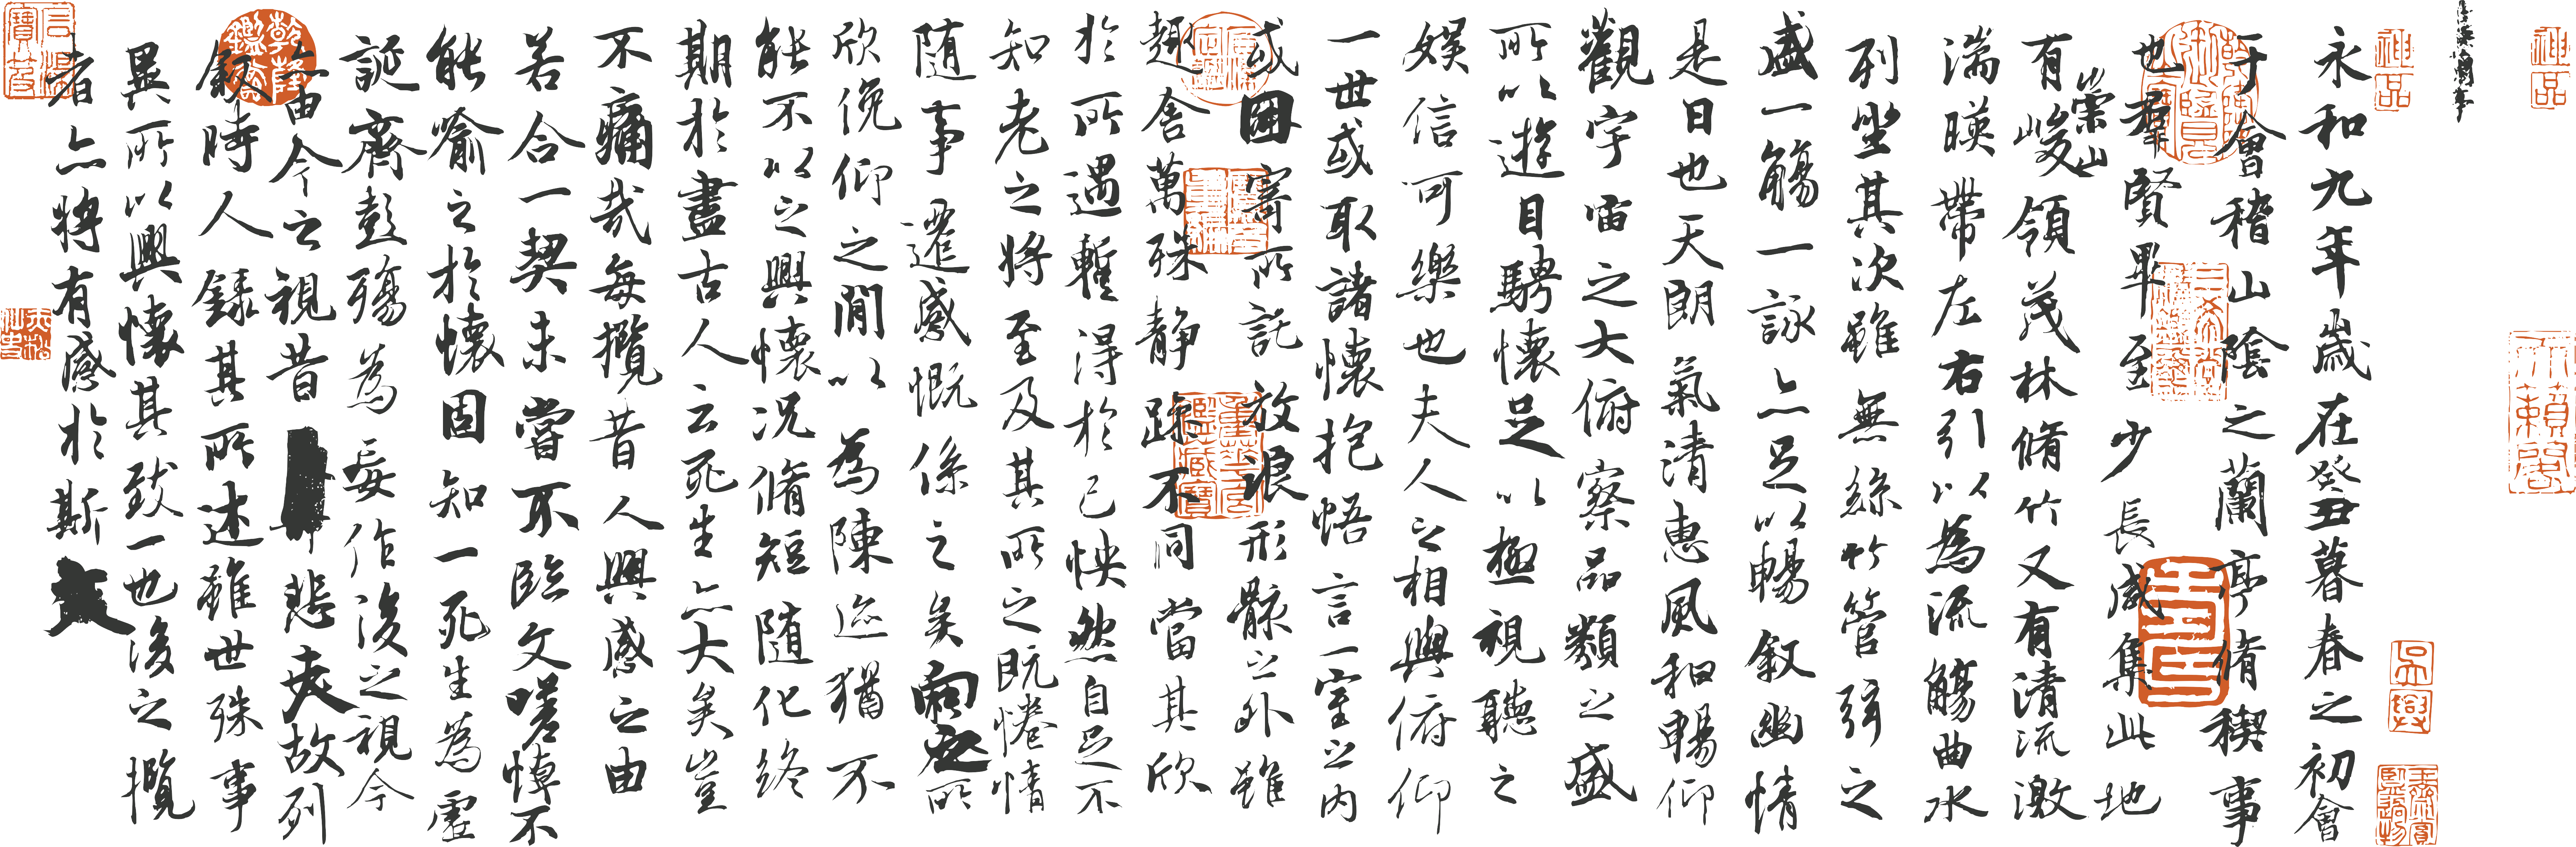 神品
神品
永和九年歲在癸丑暮春之初會
于會稽山陰之蘭亭脩稧事
也羣賢畢至少長咸集此地
有崇山峻領茂林脩竹又有清流激
湍暎帶左右引以為流觴曲水
列坐其次雖無絲竹管弦之
盛一觴一詠亦足以暢敘幽情
是日也天朗氣清惠風和暢仰
觀宇宙之大俯察品類之盛
所以遊目騁懷足以極視聽之
娛信可樂也夫人之相與俯仰
一世或取諸懷抱悟言一室之內
或因寄所託放浪形骸之外雖
趣舍萬殊靜躁不同當其欣
於所遇蹔得於己怏然自足不
知老之將至及其所之既惓情
隨事遷感慨係之矣向之所
欣俛仰之閒以為陳迹猶不
能不以之興懷況脩短隨化終
期於盡古人云死生亦大矣豈
不痛哉每攬昔人興感之由
若合一契未嘗不臨文嗟悼不
能喻之於懷固知一死生為虛
誕齊彭殤為妄作後之視今
亦由今之視昔悲夫故列
敘時人錄其所述雖世殊事
異所以興懷其致一也後之攬
者亦將有感於斯文